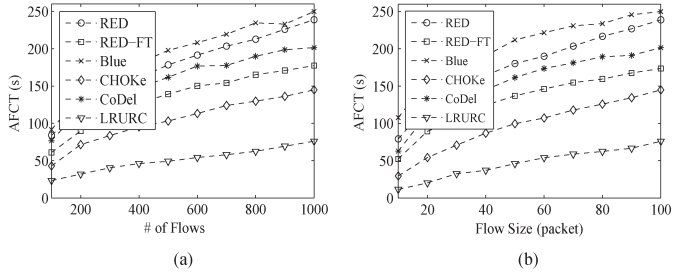 250
200
150
100
50
0
AFCT (s)
RED
RED−FT
Blue
CHOKe
CoDel
LRURC
200 400 600 800 1000
# of Flows
(a)
250
200
150
100
50
0
AFCT (s)
RED
RED−FT
Blue
CHOKe
CoDel
LRURC
20 40 60 80 100
Flow Size (packet)
(b)